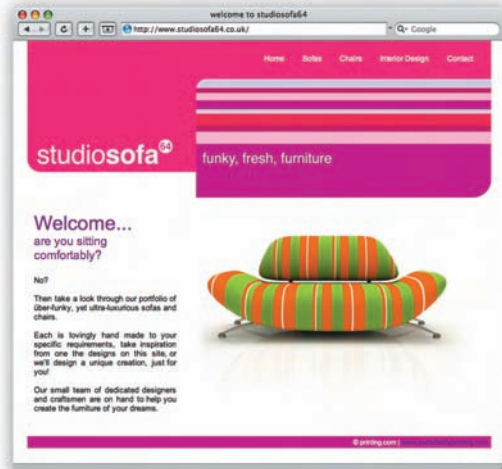 welcome to studiosofa64
http://www.studiosofa64.co.uk/
Google
Home Sofas Chairs Interior Design Contact
studiosofa64
funky, fresh, furniture
Welcome...
are you sitting
comfortably?
No?
Then take a look through our portfolio of
über-funky, yet ultra-luxurious sofas and
chairs.
Each is lovingly hand made to your
specific requirements, take inspiration
from one the designs on this site, or
we'll design a unique creation, just for
you!
Our small team of dedicated designers
and craftsmen are on hand to help you
create the furniture of your dreams.
© printing.com |